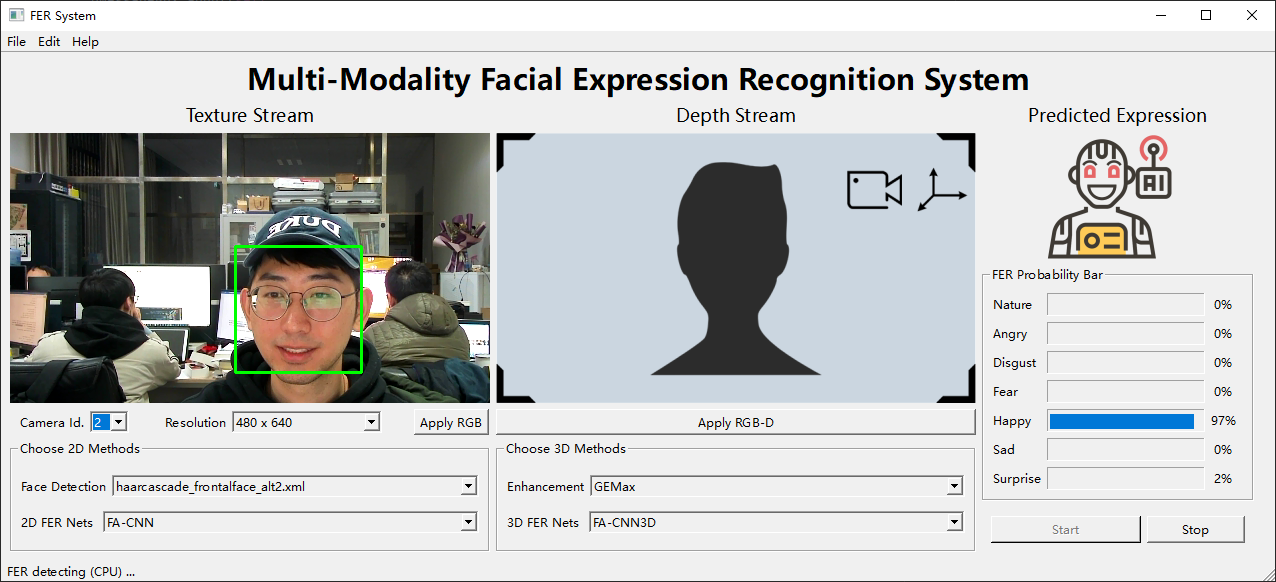 FER System
File Edit Help
Multi-Modality Facial Expression Recognition System
Texture Stream
Depth Stream
Predicted Expression
DUKE
AI
FER Probability Bar
Nature 0%
Angry 0%
Disgust 0%
Fear 0%
Happy 97%
Sad 0%
Surprise 2%
Camera Id. 2 Resolution 480 x 640 Apply RGB
Apply RGB-D
Choose 2D Methods
Face Detection haarcascade_frontalface_alt2.xml
2D FER Nets FA-CNN
Choose 3D Methods
Enhancement GEMax
3D FER Nets FA-CNN3D
Start Stop
FER detecting (CPU) ...